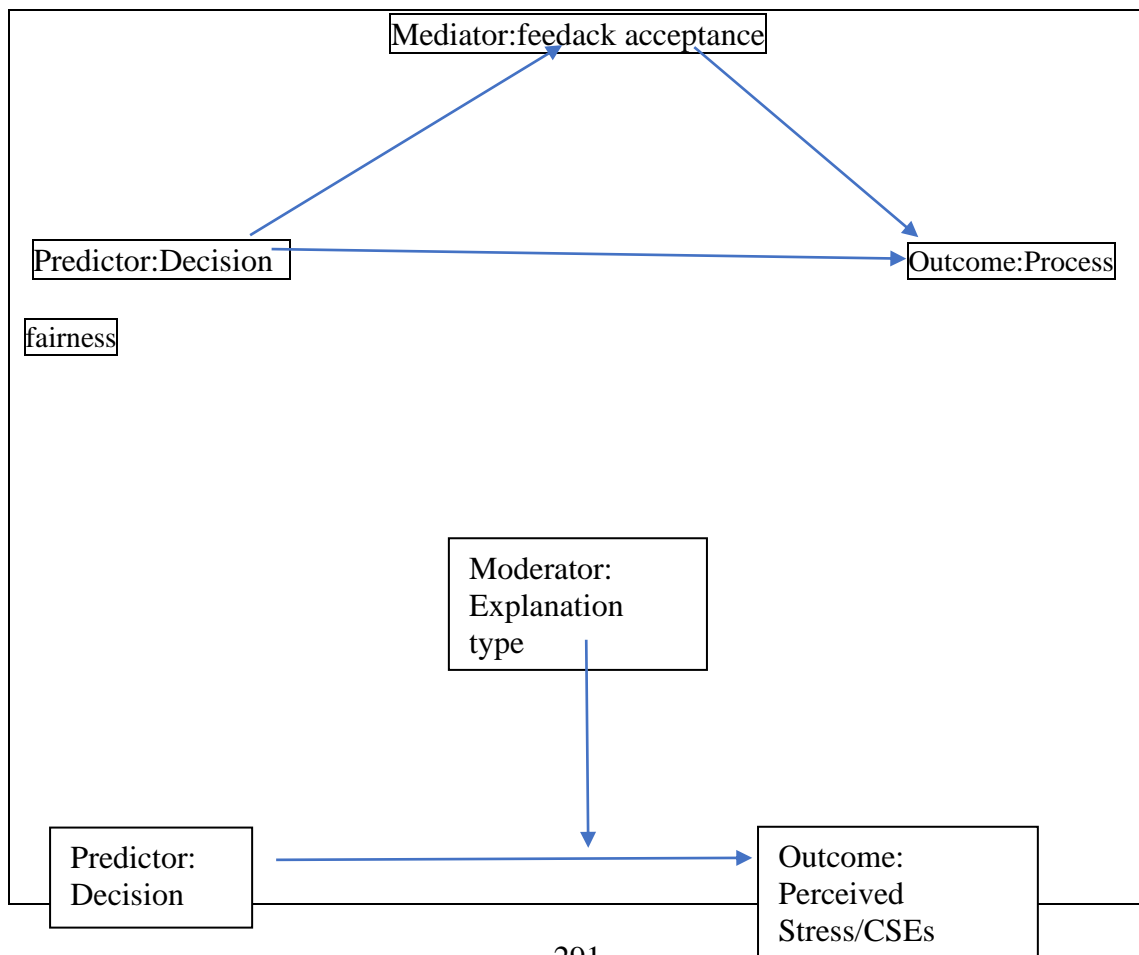 Mediator:feedack acceptance
Predictor:Decision
Outcome:Process
fairness
Moderator:
Explanation
type
Predictor:
Decision
Outcome:
Perceived
Stress/CSEs